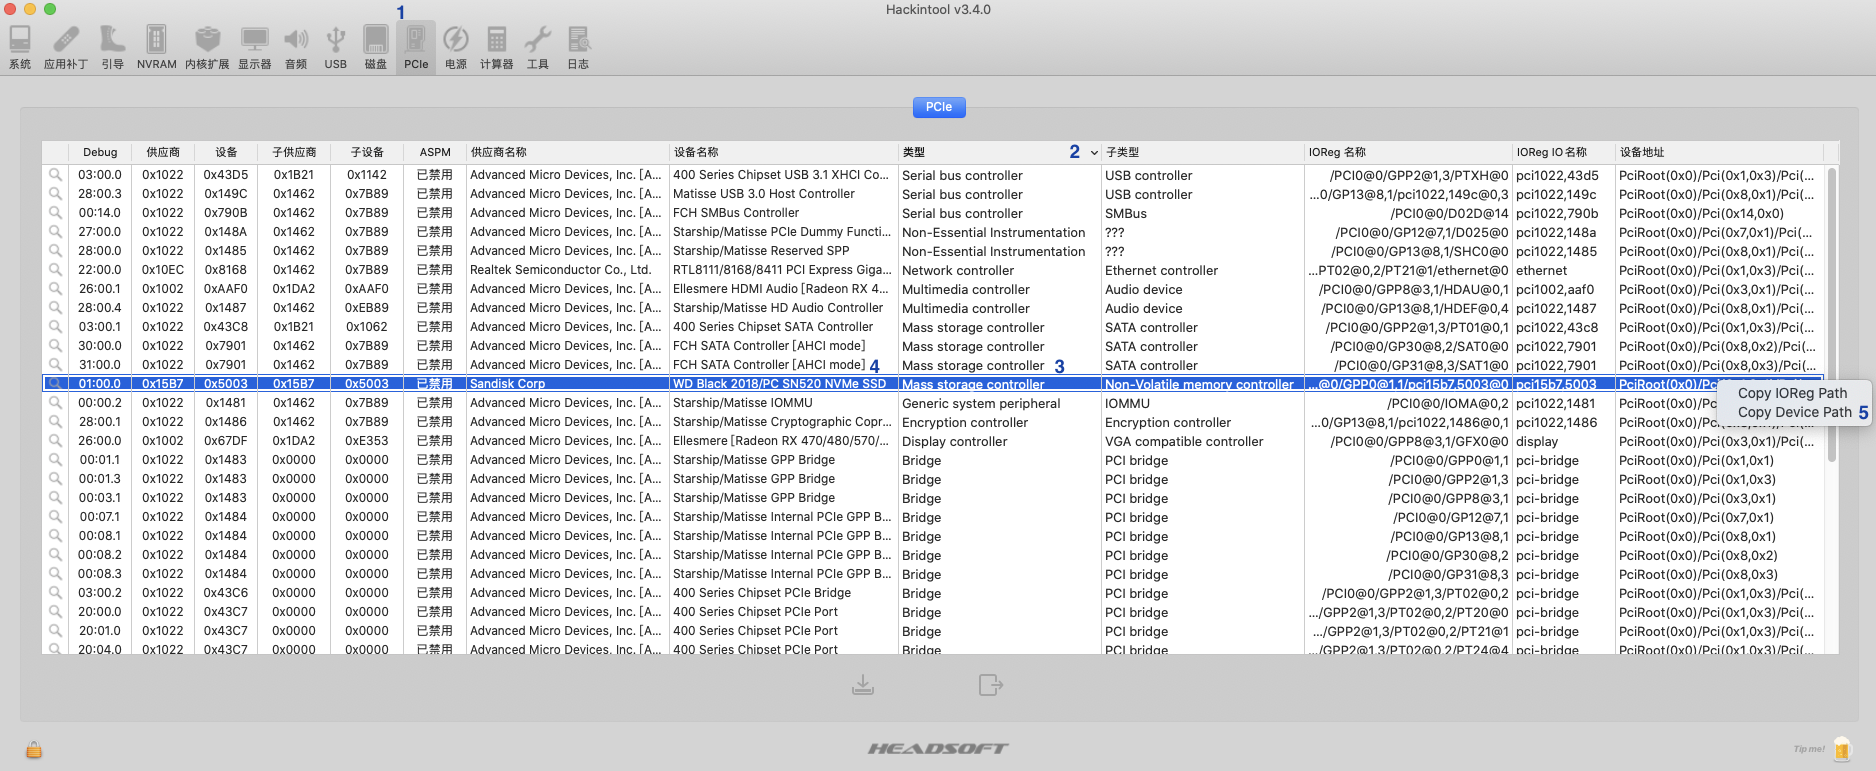 Hackintool v3.4.0
1
系统 应用补丁 引导 NVRAM 内核扩展 显示器 音频 USB 磁盘 PCIe 电源 计算器 工具 日志
PCIe
Debug 供应商 设备 子供应商 子设备 ASPM 供应商名称 设备名称 类型 2 子类型 IOReg 名称 IOReg IO名称 设备地址
03:00.0 0x1022 0x43D5 0x1B21 0x1142 已禁用 Advanced Micro Devices, Inc. [A... 400 Series Chipset USB 3.1 XHCI Co... Serial bus controller USB controller /PCI0@0/GPP2@1,3/PTXH@0 pci1022,43d5 PciRoot(0x0)/Pci(0x1,0x3)/Pci(...
28:00.3 0x1022 0x149C 0x1462 0x7B89 已禁用 Advanced Micro Devices, Inc. [A... Matisse USB 3.0 Host Controller Serial bus controller USB controller ...0/GP13@8,1/pci1022,149c@0,3 pci1022,149c PciRoot(0x0)/Pci(0x8,0x1)/Pci(...
00:14.0 0x1022 0x790B 0x1462 0x7B89 已禁用 Advanced Micro Devices, Inc. [A... FCH SMBus Controller Serial bus controller SMBus /PCI0@0/D02D@14 pci1022,790b PciRoot(0x0)/Pci(0x14,0x0)
27:00.0 0x1022 0x148A 0x1462 0x7B89 已禁用 Advanced Micro Devices, Inc. [A... Starship/Matisse PCIe Dummy Functi... Non-Essential Instrumentation ??? /PCI0@0/GP12@7,1/D025@0 pci1022,148a PciRoot(0x0)/Pci(0x7,0x1)/Pci(...
28:00.0 0x1022 0x1485 0x1462 0x7B89 已禁用 Advanced Micro Devices, Inc. [A... Starship/Matisse Reserved SPP Non-Essential Instrumentation ??? /PCI0@0/GP13@8,1/SHC0@0 pci1022,1485 PciRoot(0x0)/Pci(0x8,0x1)/Pci(...
22:00.0 0x10EC 0x8168 0x1462 0x7B89 已禁用 Realtek Semiconductor Co., Ltd. RTL8111/8168/8411 PCI Express Giga... Network controller Ethernet controller ...PT02@0,2/PT21@1/ethernet@0 ethernet PciRoot(0x0)/Pci(0x1,0x3)/Pci(...
26:00.1 0x1002 0xAAF0 0x1DA2 0xAAF0 已禁用 Advanced Micro Devices, Inc. [A... Ellesmere HDMI Audio [Radeon RX 4... Multimedia controller Audio device /PCI0@0/GPP8@3,1/HDAU@0,1 pci1002,aaf0 PciRoot(0x0)/Pci(0x3,0x1)/Pci(...
28:00.4 0x1022 0x1487 0x1462 0xEB89 已禁用 Advanced Micro Devices, Inc. [A... Starship/Matisse HD Audio Controller Multimedia controller Audio device /PCI0@0/GP13@8,1/HDEF@0,4 pci1022,1487 PciRoot(0x0)/Pci(0x8,0x1)/Pci(...
03:00.1 0x1022 0x43C8 0x1B21 0x1062 已禁用 Advanced Micro Devices, Inc. [A... 400 Series Chipset SATA Controller Mass storage controller SATA controller /PCI0@0/GPP2@1,3/PT01@0,1 pci1022,43c8 PciRoot(0x0)/Pci(0x1,0x3)/Pci(...
30:00.0 0x1022 0x7901 0x1462 0x7B89 已禁用 Advanced Micro Devices, Inc. [A... FCH SATA Controller [AHCI mode] Mass storage controller SATA controller /PCI0@0/GP30@8,2/SAT0@0 pci1022,7901 PciRoot(0x0)/Pci(0x8,0x2)/Pci(...
31:00.0 0x1022 0x7901 0x1462 0x7B89 已禁用 Advanced Micro Devices, Inc. [A... FCH SATA Controller [AHCI mode] 4 Mass storage controller 3 SATA controller /PCI0@0/GP31@8,3/SAT1@0 pci1022,7901 PciRoot(0x0)/Pci(0x8,0x3)/Pci(...
01:00.0 0x15B7 0x5003 0x15B7 0x5003 已禁用 Sandisk Corp WD Black 2018/PC SN520 NVMe SSD Mass storage controller Non-Volatile memory controller ...@0/GPP0@1,1/pci15b7,5003@0 pci15b7,5003 PciRoot(0x0)/Pc
Copy IOReg Path
00:00.2 0x1022 0x1481 0x1462 0x7B89 已禁用 Advanced Micro Devices, Inc. [A... Starship/Matisse IOMMU Generic system peripheral IOMMU /PCI0@0/IOMA@0,2 pci1022,1481 PciRoot(0x0)/P
Copy Device Path 5
28:00.1 0x1022 0x1486 0x1462 0x7B89 已禁用 Advanced Micro Devices, Inc. [A... Starship/Matisse Cryptographic Copr... Encryption controller Encryption controller ...0/GP13@8,1/pci1022,1486@0,1 pci1022,1486 PciRoot(0x0)/Pci(0x8,0x1)/Pci(...
26:00.0 0x1002 0x67DF 0x1DA2 0xE353 已禁用 Advanced Micro Devices, Inc. [A... Ellesmere [Radeon RX 470/480/570/... Display controller VGA compatible controller /PCI0@0/GPP8@3,1/GFX0@0 display PciRoot(0x0)/Pci(0x3,0x1)/Pci(...
00:01.1 0x1022 0x1483 0x0000 0x0000 已禁用 Advanced Micro Devices, Inc. [A... Starship/Matisse GPP Bridge Bridge PCI bridge /PCI0@0/GPP0@1,1 pci-bridge PciRoot(0x0)/Pci(0x1,0x1)
00:01.3 0x1022 0x1483 0x0000 0x0000 已禁用 Advanced Micro Devices, Inc. [A... Starship/Matisse GPP Bridge Bridge PCI bridge /PCI0@0/GPP2@1,3 pci-bridge PciRoot(0x0)/Pci(0x1,0x3)
00:03.1 0x1022 0x1483 0x0000 0x0000 已禁用 Advanced Micro Devices, Inc. [A... Starship/Matisse GPP Bridge Bridge PCI bridge /PCI0@0/GPP8@3,1 pci-bridge PciRoot(0x0)/Pci(0x3,0x1)
00:07.1 0x1022 0x1484 0x0000 0x0000 已禁用 Advanced Micro Devices, Inc. [A... Starship/Matisse Internal PCIe GPP B... Bridge PCI bridge /PCI0@0/GP12@7,1 pci-bridge PciRoot(0x0)/Pci(0x7,0x1)
00:08.1 0x1022 0x1484 0x0000 0x0000 已禁用 Advanced Micro Devices, Inc. [A... Starship/Matisse Internal PCIe GPP B... Bridge PCI bridge /PCI0@0/GP13@8,1 pci-bridge PciRoot(0x0)/Pci(0x8,0x1)
00:08.2 0x1022 0x1484 0x0000 0x0000 已禁用 Advanced Micro Devices, Inc. [A... Starship/Matisse Internal PCIe GPP B... Bridge PCI bridge /PCI0@0/GP30@8,2 pci-bridge PciRoot(0x0)/Pci(0x8,0x2)
00:08.3 0x1022 0x1484 0x0000 0x0000 已禁用 Advanced Micro Devices, Inc. [A... Starship/Matisse Internal PCIe GPP B... Bridge PCI bridge /PCI0@0/GP31@8,3 pci-bridge PciRoot(0x0)/Pci(0x8,0x3)
03:00.2 0x1022 0x43C6 0x0000 0x0000 已禁用 Advanced Micro Devices, Inc. [A... 400 Series Chipset PCIe Bridge Bridge PCI bridge /PCI0@0/GPP2@1,3/PT02@0,2 pci-bridge PciRoot(0x0)/Pci(0x1,0x3)/Pci(...
20:00.0 0x1022 0x43C7 0x0000 0x0000 已禁用 Advanced Micro Devices, Inc. [A... 400 Series Chipset PCIe Port Bridge PCI bridge .../GPP2@1,3/PT02@0,2/PT20@0 pci-bridge PciRoot(0x0)/Pci(0x1,0x3)/Pci(...
20:01.0 0x1022 0x43C7 0x0000 0x0000 已禁用 Advanced Micro Devices, Inc. [A... 400 Series Chipset PCIe Port Bridge PCI bridge .../GPP2@1,3/PT02@0,2/PT21@1 pci-bridge PciRoot(0x0)/Pci(0x1,0x3)/Pci(...
20:04.0 0x1022 0x43C7 0x0000 0x0000 已禁用 Advanced Micro Devices, Inc. [A... 400 Series Chipset PCIe Port Bridge PCI bridge .../GPP2@1,3/PT02@0,2/PT24@4 pci-bridge PciRoot(0x0)/Pci(0x1,0x3)/Pci(...
HEADSOFT
Tip me!